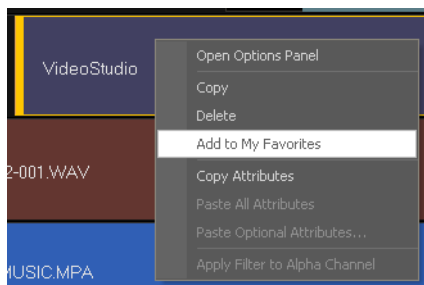 VideoStudio
Open Options Panel
Copy
Delete
Add to My Favorites
2-001.WAV
Copy Attributes
Paste All Attributes
Paste Optional Attributes...
MUSIC.MPA
Apply Filter to Alpha Channel